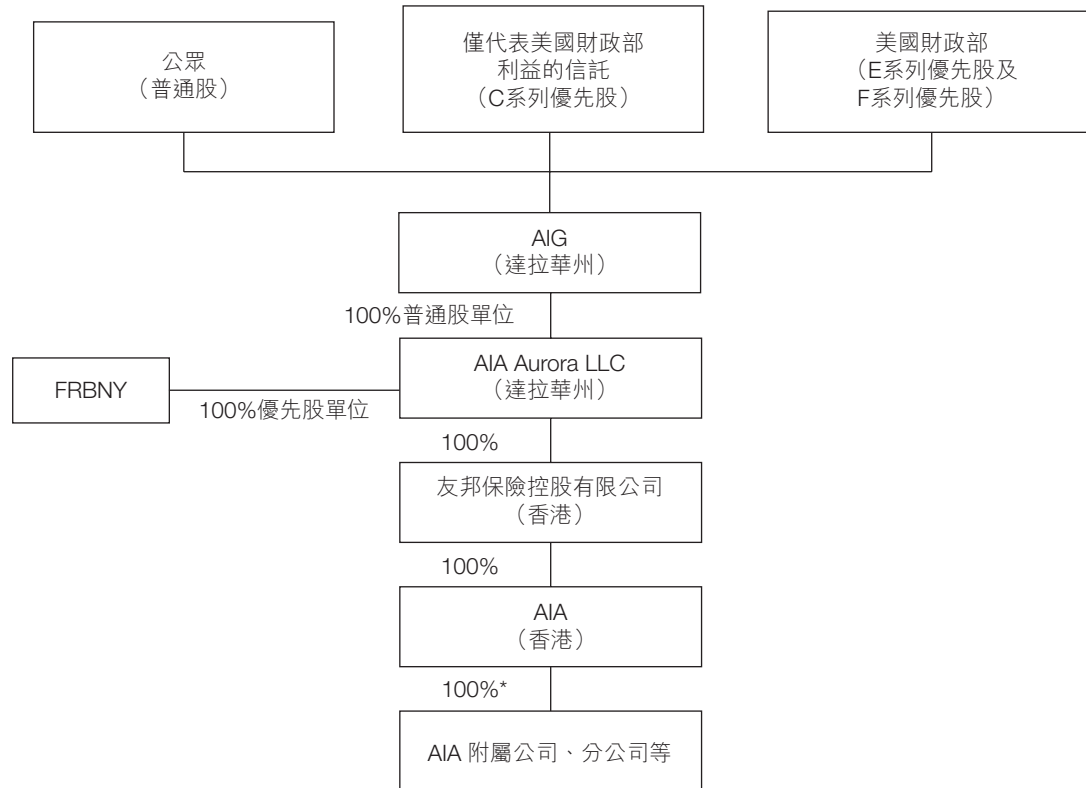 公眾
（普通股）
僅代表美國財政部
利益的信託
（C系列優先股）
美國財政部
（E系列優先股及
F系列優先股）
AIG
（達拉華州）
100%普通股單位
AIA Aurora LLC
（達拉華州）
FRBNY
100%優先股單位
100%
友邦保險控股有限公司
（香港）
100%
AIA
（香港）
100%*
AIA 附屬公司、分公司等